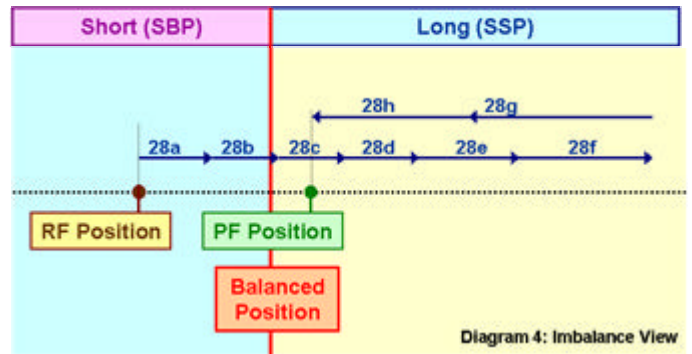 Short (SBP) Long (SSP)
28h 28g
28a 28b 28c 28d 28e 28f
RF Position PF Position
Balanced
Position
Diagram 4: Imbalance View